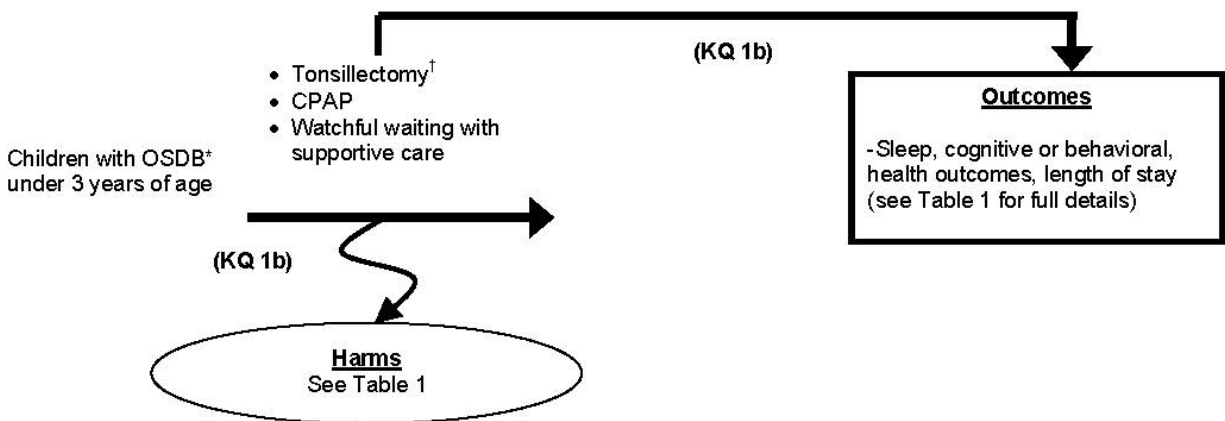 (KQ 1b)
• Tonsillectomy†
• CPAP
• Watchful waiting with
supportive care
Children with OSDB*
under 3 years of age
(KQ 1b)
Outcomes
-Sleep, cognitive or behavioral,
health outcomes, length of stay
(see Table 1 for full details)
Harms
See Table 1